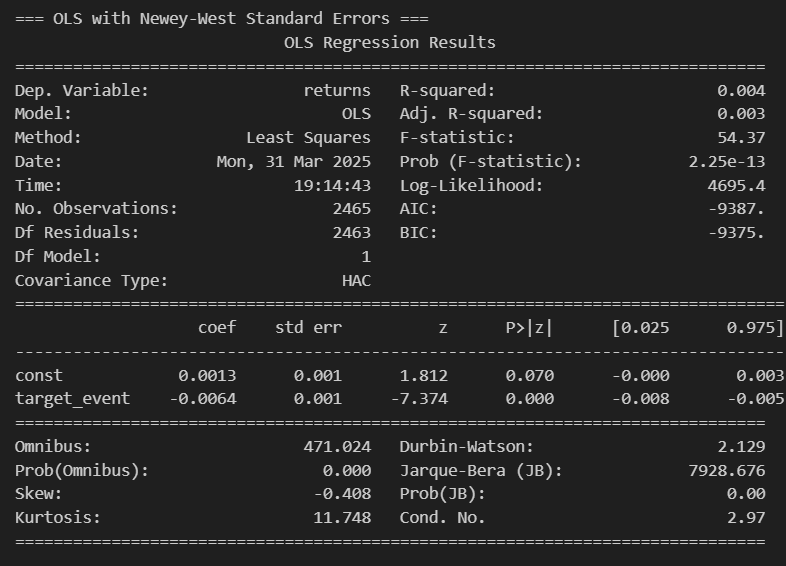 === OLS with Newey-West Standard Errors ===
                            OLS Regression Results
==============================================================================
Dep. Variable:                returns   R-squared:                       0.004
Model:                            OLS   Adj. R-squared:                  0.003
Method:                 Least Squares   F-statistic:                     54.37
Date:                Mon, 31 Mar 2025   Prob (F-statistic):           2.25e-13
Time:                        19:14:43   Log-Likelihood:                 4695.4
No. Observations:                2465   AIC:                            -9387.
Df Residuals:                    2463   BIC:                            -9375.
Df Model:                           1
Covariance Type:                  HAC
================================================================================
                   coef    std err          z      P>|z|      [0.025      0.975]
--------------------------------------------------------------------------------
const            0.0013      0.001      1.812      0.070      -0.000       0.003
target_event    -0.0064      0.001     -7.374      0.000      -0.008      -0.005
==============================================================================
Omnibus:                      471.024   Durbin-Watson:                   2.129
Prob(Omnibus):                  0.000   Jarque-Bera (JB):             7928.676
Skew:                          -0.408   Prob(JB):                         0.00
Kurtosis:                      11.748   Cond. No.                         2.97
==============================================================================